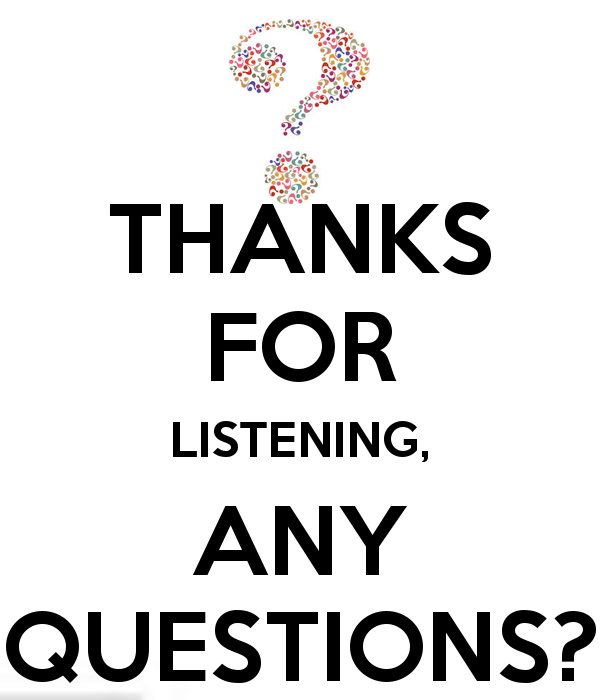 THANKS
FOR
LISTENING,
ANY
QUESTIONS?